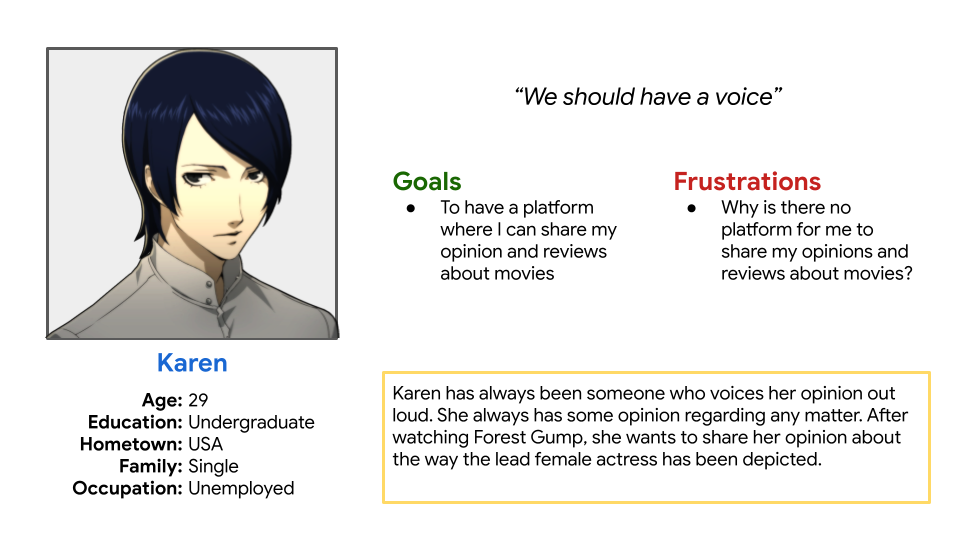 “We should have a voice”
Goals
● To have a platform
where I can share my
opinion and reviews
about movies
Frustrations
● Why is there no
platform for me to
share my opinions and
reviews about movies?
Karen
Age: 29
Education: Undergraduate
Hometown: USA
Family: Single
Occupation: Unemployed
Karen has always been someone who voices her opinion out
loud. She always has some opinion regarding any matter. After
watching Forest Gump, she wants to share her opinion about
the way the lead female actress has been depicted.